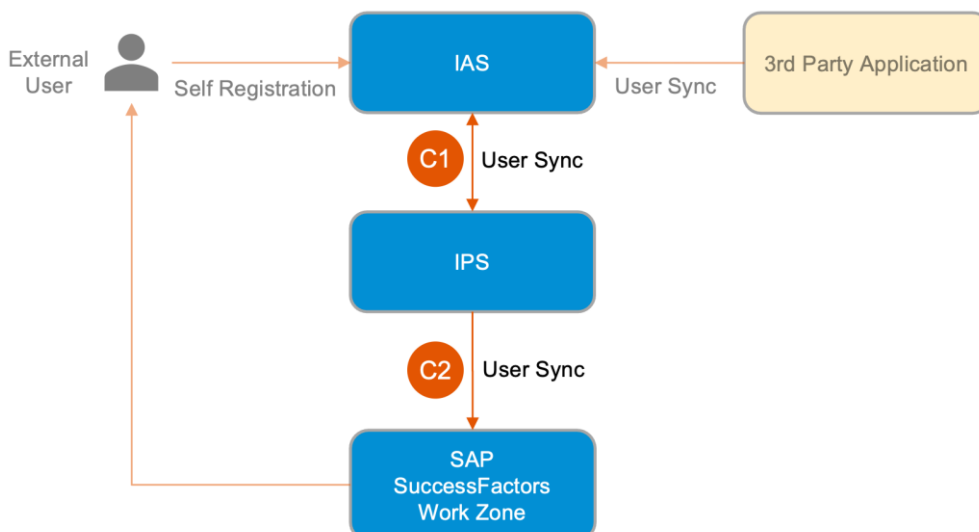 External
User
Self Registration
IAS
User Sync
3rd Party Application
C1
User Sync
IPS
C2
User Sync
SAP
SuccessFactors
Work Zone